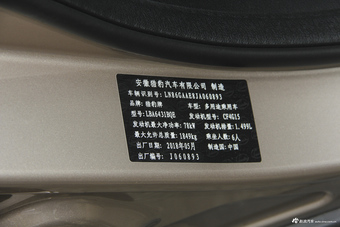 安徽猎豹汽车有限公司 制造
车辆识别号: LN86GAAE8JA060893
品牌: 猎豹牌 车型: 多用途乘用车
型号: LBA6431BQE 发动机型号: CF4G15
发动机最大净功率: 78kW 发动机排量: 1.499L
最大允许总质量: 1849kg 乘坐人数: 6人
出厂日期: 2018年05月 制造国: 中国
出厂编号: J060893